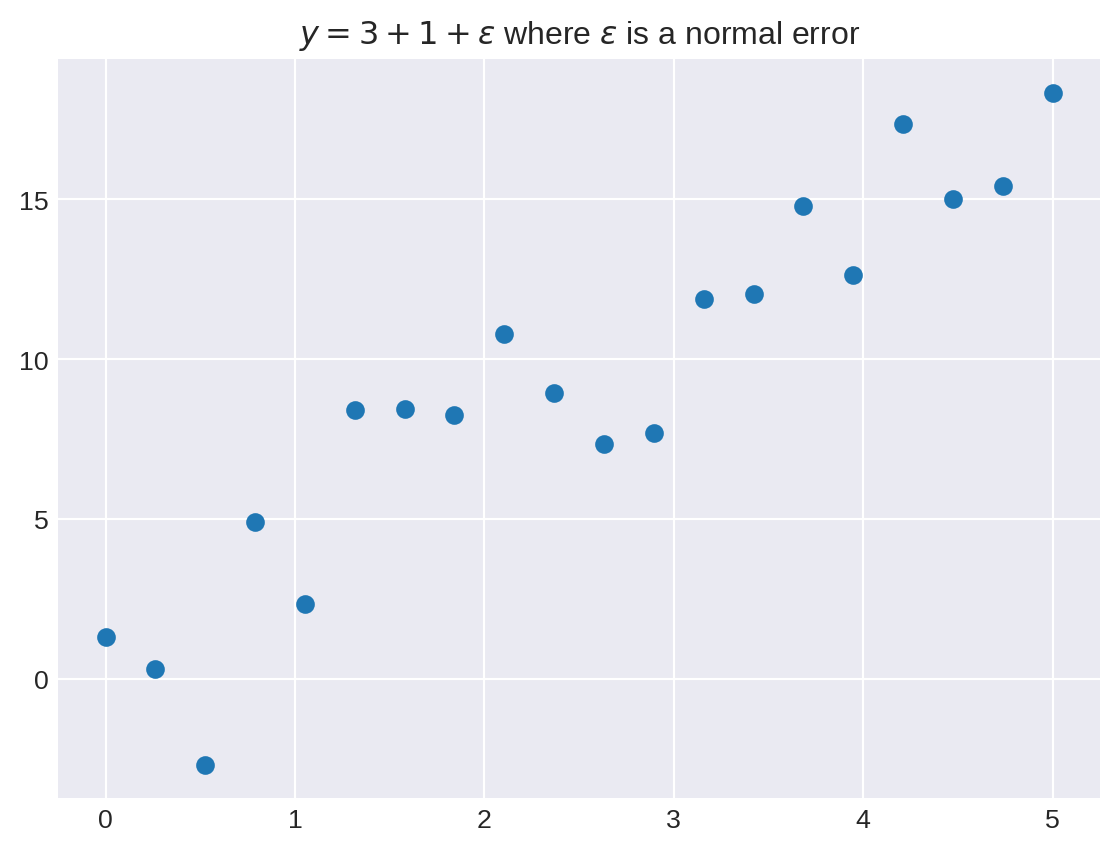 y = 3 + 1 + ε where ε is a normal error
15
10
5
0
0 1 2 3 4 5